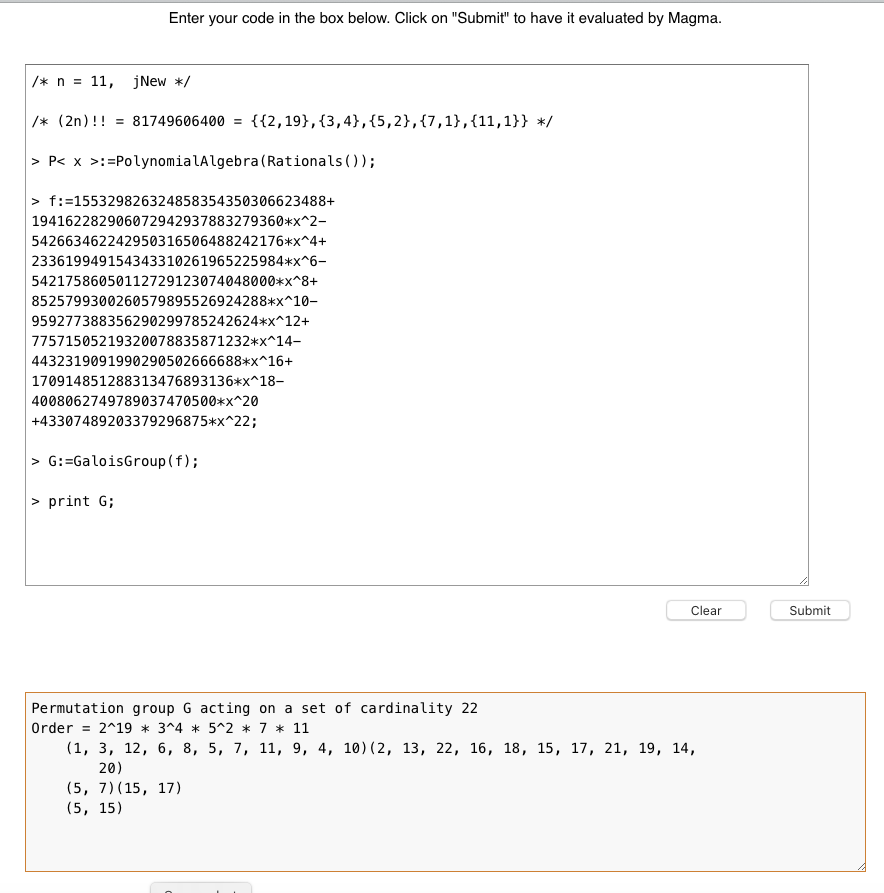 Enter your code in the box below. Click on "Submit" to have it evaluated by Magma.
/* n = 11,  jNew */
/* (2n)!! = 81749606400 = {{2,19},{3,4},{5,2},{7,1},{11,1}} */
> P< x >:=PolynomialAlgebra(Rationals());
> f:=155329826324858354350306623488+
194162282906072942937883279360*x^2-
542663462242950316506488242176*x^4+
233619949154343310261965225984*x^6-
54217586050112729123074048000*x^8+
8525799300260579895526924288*x^10-
959277388356290299785242624*x^12+
77571505219320078835871232*x^14-
4432319091990290502666688*x^16+
170914851288313476893136*x^18-
4008062749789037470500*x^20
+43307489203379296875*x^22;
> G:=GaloisGroup(f);
> print G;
Clear
Submit
Permutation group G acting on a set of cardinality 22
Order = 2^19 * 3^4 * 5^2 * 7 * 11
(1, 3, 12, 6, 8, 5, 7, 11, 9, 4, 10)(2, 13, 22, 16, 18, 15, 17, 21, 19, 14,
20)
(5, 7)(15, 17)
(5, 15)